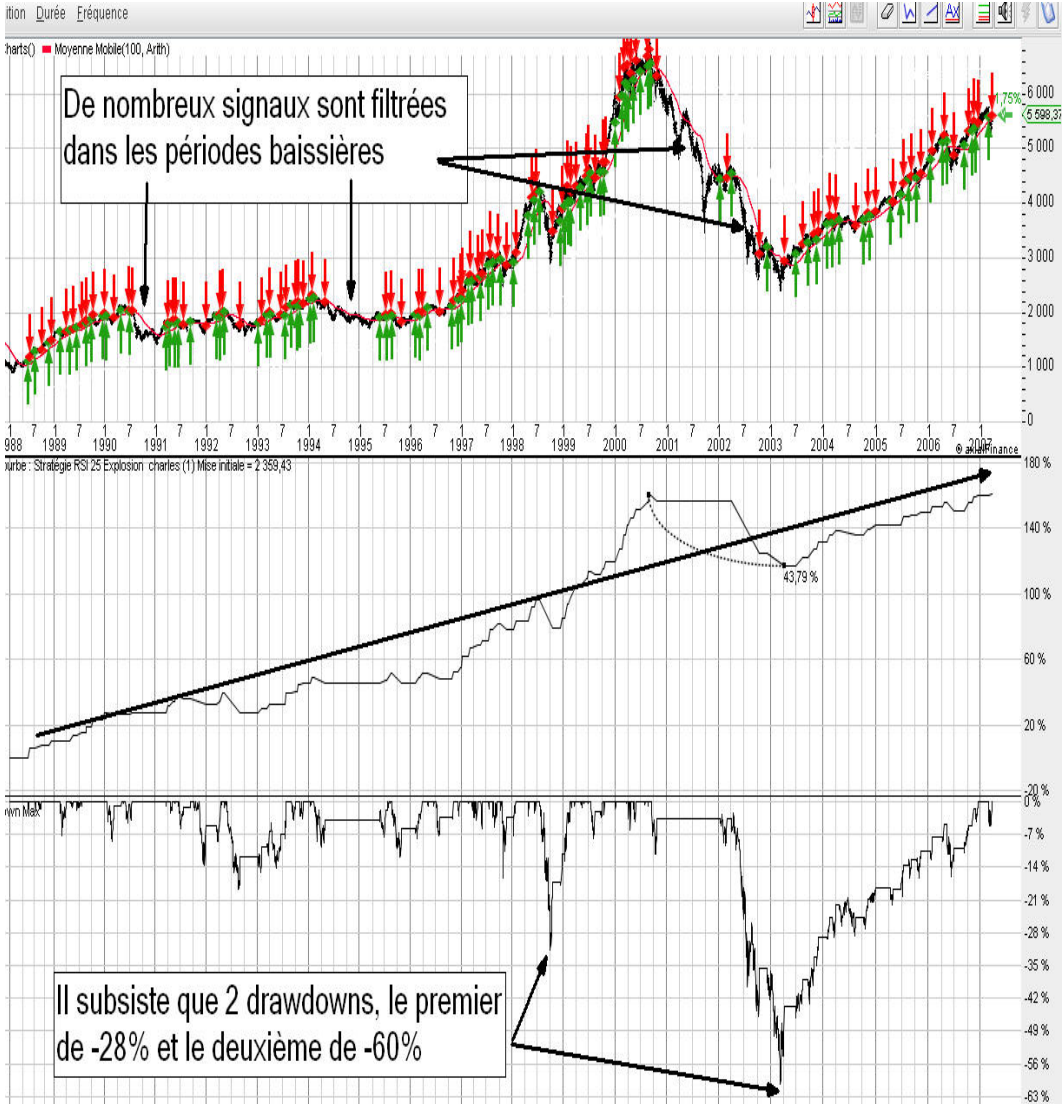 ition Durée Fréquence
harts() Moyenne Mobile(100, Arith)
De nombreux signaux sont filtrées
dans les périodes baissières
6 000
1,75%
5 598,37
5 000
4 000
3 000
2 000
1 000
0
988 7 1989 7 1990 7 1991 7 1992 7 1993 7 1994 7 1995 7 1996 7 1997 7 1998 7 1999 7 2000 7 2001 7 2002 7 2003 7 2004 7 2005 7 2006 7 2007
© axialFinance
ourbe : Stratégie RSI 25 Explosion charles (1) Mise initiale = 2 359,43
180 %
140 %
100 %
60 %
20 %
-20 %
43,79 %
wn Max
0 %
-7 %
-14 %
-21 %
-28 %
-35 %
-42 %
-49 %
-56 %
-63 %
Il subsiste que 2 drawdowns, le premier
de -28% et le deuxième de -60%